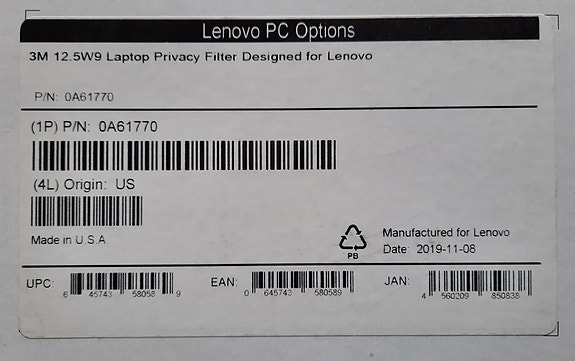 Lenovo PC Options
3M 12.5W9 Laptop Privacy Filter Designed for Lenovo
P/N: 0A61770
(1P) P/N: 0A61770
(4L) Origin: US
Made in U.S.A.
PB
Manufactured for Lenovo
Date: 2019-11-08
UPC: 6 45743 58058 9
EAN: 0 645743 580589
JAN: 4 560209 850838